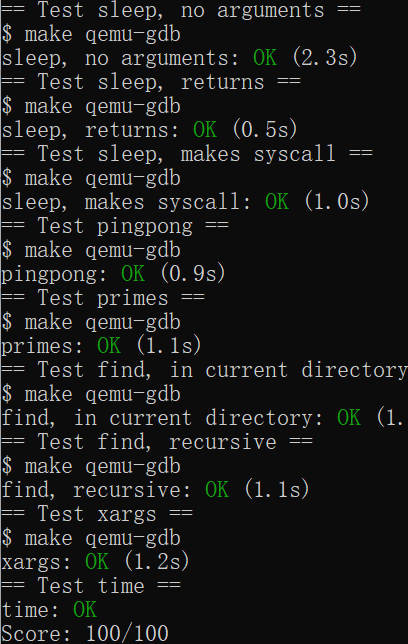 == Test sleep, no arguments ==
$ make qemu-gdb
sleep, no arguments: OK (2.3s)
== Test sleep, returns ==
$ make qemu-gdb
sleep, returns: OK (0.5s)
== Test sleep, makes syscall ==
$ make qemu-gdb
sleep, makes syscall: OK (1.0s)
== Test pingpong ==
$ make qemu-gdb
pingpong: OK (0.9s)
== Test primes ==
$ make qemu-gdb
primes: OK (1.1s)
== Test find, in current directory
$ make qemu-gdb
find, in current directory: OK (1.
== Test find, recursive ==
$ make qemu-gdb
find, recursive: OK (1.1s)
== Test xargs ==
$ make qemu-gdb
xargs: OK (1.2s)
== Test time ==
time: OK
Score: 100/100